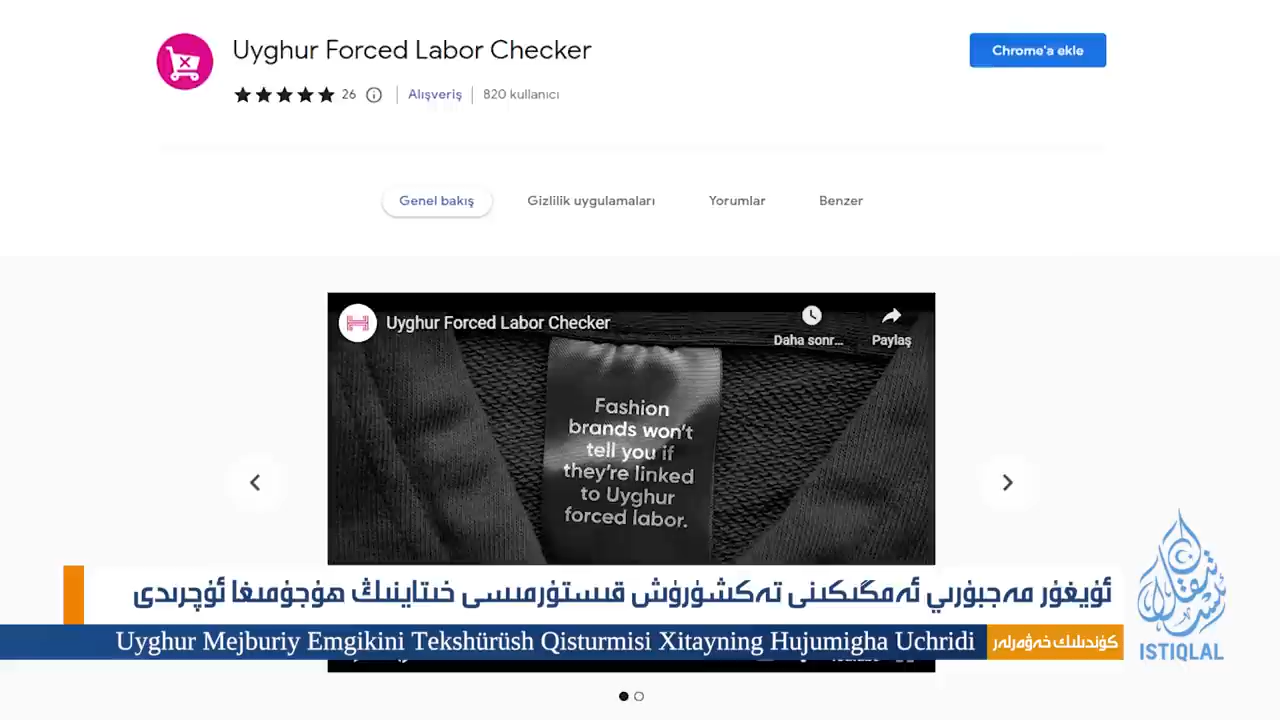 Uyghur Forced Labor Checker
Chrome'a ekle
26
Alışveriş
820 kullanıcı
Genel bakış
Gizlilik uygulamaları
Yorumlar
Benzer
Uyghur Forced Labor Checker
Daha sonr...
Paylaş
Fashion
brands won't
tell you if
they're linked
to Uyghur
forced labor.
ئۇيغۇر مەجبۇرىي ئەمگىكىنى تەكشۈرۈش قىستۇرمىسى خىتاينىڭ ھۇجۇمىغا ئۇچرىدى
Uyghur Mejburiy Emgikini Tekshürüsh Qisturmisi Xitayning Hujumigha Uchridi
كۈندىلىك خەۋەرلەر
ئىستىقلال
ISTIQLAL